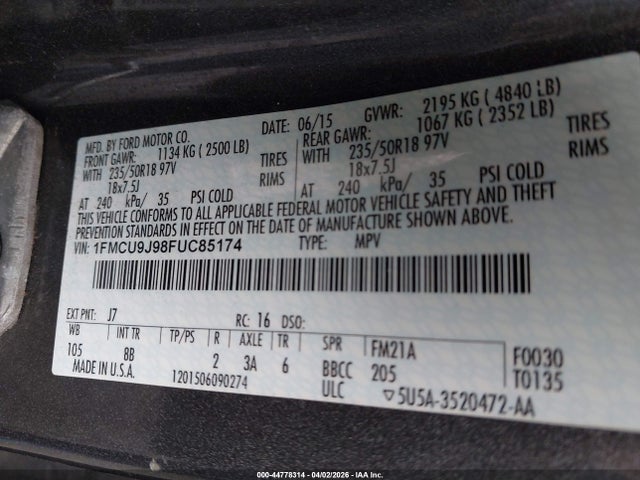 MFD. BY FORD MOTOR CO. DATE: 06/15 GVWR: 2195 KG ( 4840 LB)
FRONT GAWR: 1134 KG ( 2500 LB) REAR GAWR: 1067 KG ( 2352 LB)
WITH 235/50R18 97V TIRES WITH 235/50R18 97V TIRES
18x7.5J RIMS 18x7.5J RIMS
AT 240 kPa/ 35 PSI COLD AT 240 kPa/ 35 PSI COLD
THIS VEHICLE CONFORMS TO ALL APPLICABLE FEDERAL MOTOR VEHICLE SAFETY AND THEFT
PREVENTION STANDARDS IN EFFECT ON THE DATE OF MANUFACTURE SHOWN ABOVE.
VIN: 1FMCU9J98FUC85174 TYPE: MPV
EXT PNT: J7 RC: 16 DSO:
WB INT TR TP/PS R AXLE TR SPR FM21A F0030
105 8B 2 3A 6 BBCC 205 T0135
MADE IN U.S.A. 1201506090274 ULC ▽5U5A-3520472-AA
000-44778314 - 04/02/2026 - © IAA Inc.